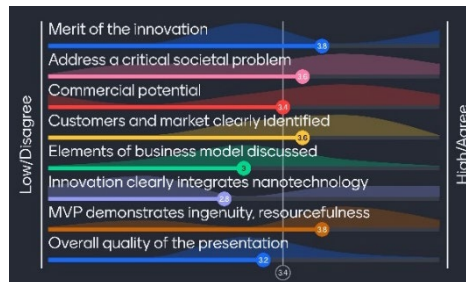 Merit of the innovation
3.8
Address a critical societal problem
3.6
Commercial potential
3.4
Customers and market clearly identified
3.6
Elements of business model discussed
3
Innovation clearly integrates nanotechnology
2.8
MVP demonstrates ingenuity, resourcefulness
3.8
Overall quality of the presentation
3.2
3.4
Low/Disagree
High/Agree